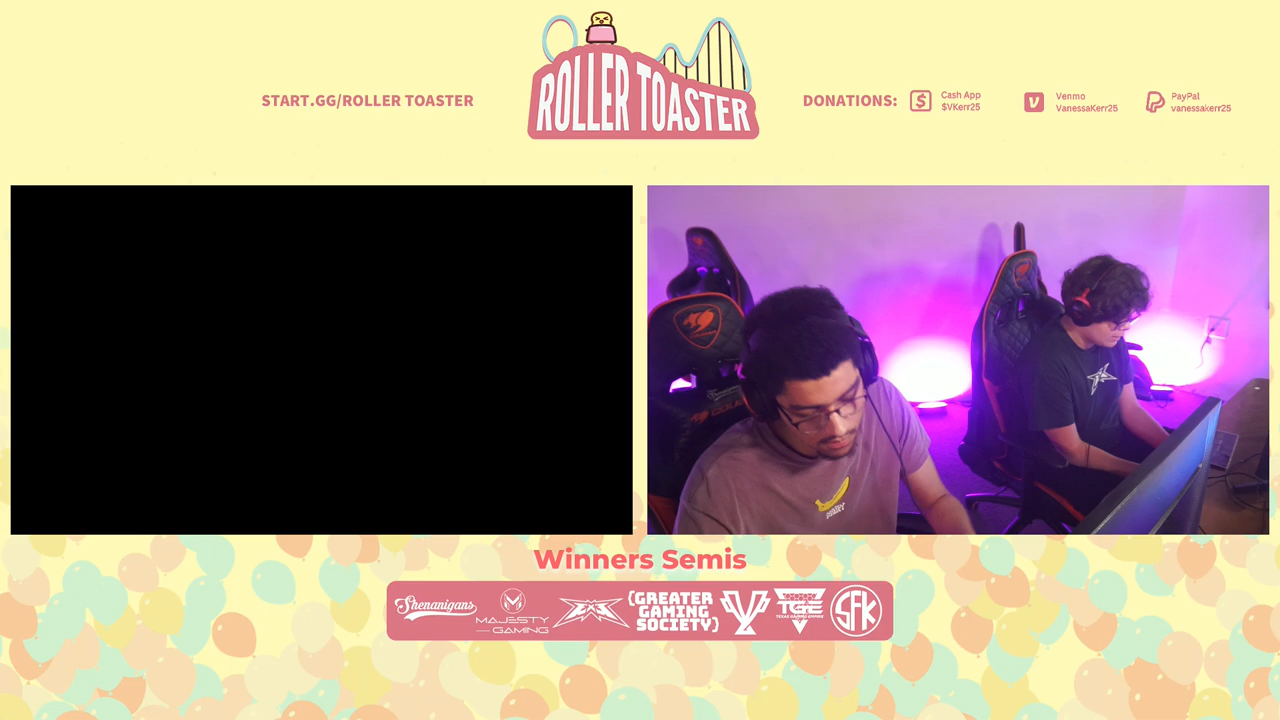 ROLLER TOASTER
START.GG/ROLLER TOASTER
DONATIONS:
Cash App
$VKerr25
Venmo
VanessaKerr25
PayPal
vanessakerr25
Winners Semis
Shenanigans
MAJESTY
GAMING
(GREATER
GAMING
SOCIETY)
TGE
TEXAS GAMING EMPIRE
SFK